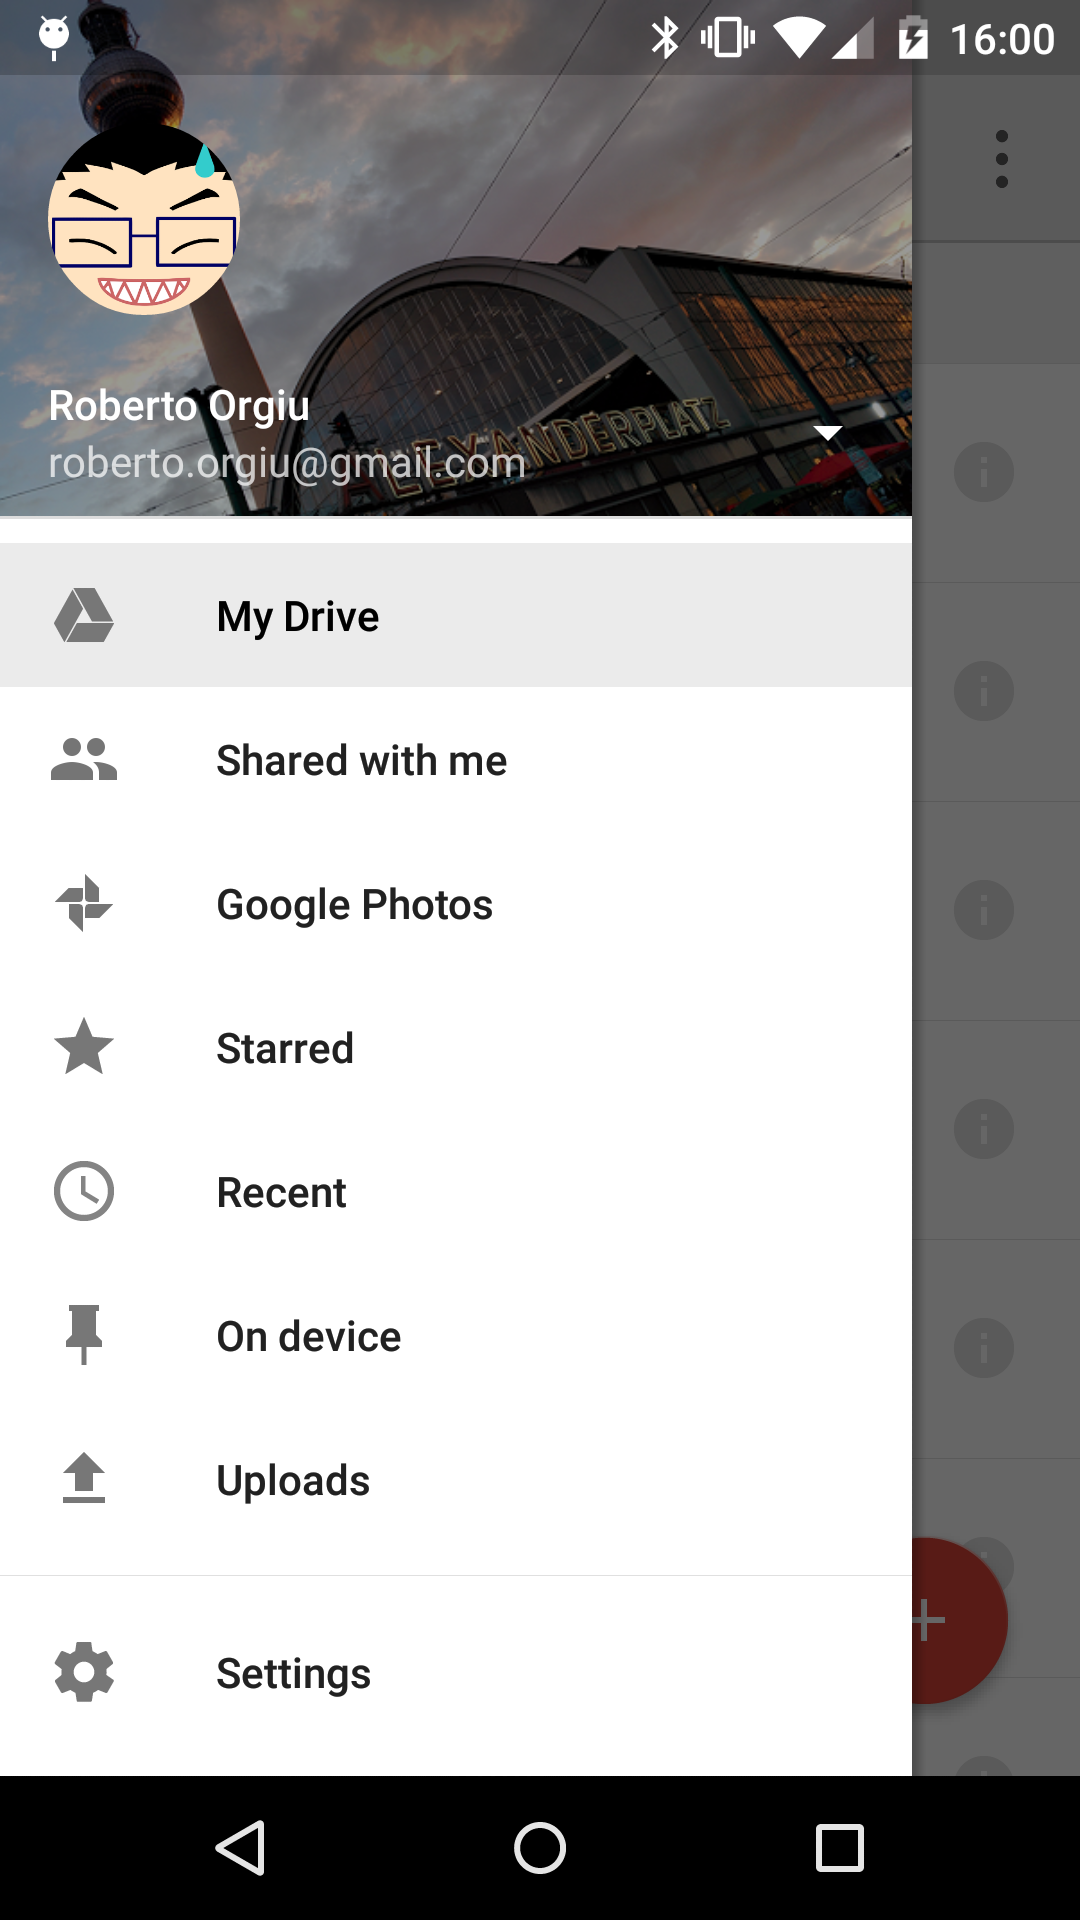 16:00
ALEXANDERPLATZ
Roberto Orgiu
roberto.orgiu@gmail.com
My Drive
Shared with me
Google Photos
Starred
Recent
On device
Uploads
Settings